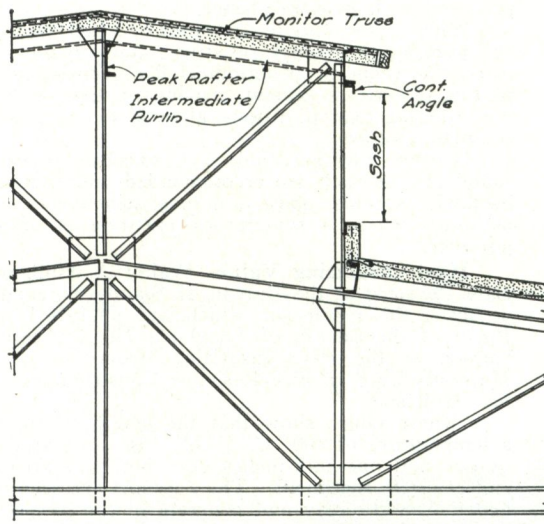 Monitor Truss
Peak Rafter
Intermediate
Purlin
Cont.
Angle
Sash